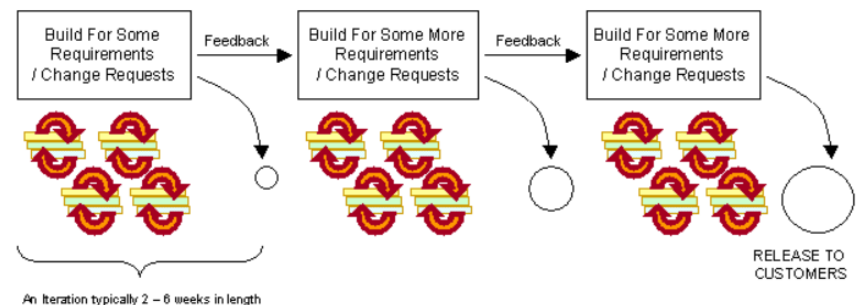 Build For Some
Requirements
/ Change Requests
Feedback
Build For Some More
Requirements
/ Change Requests
Feedback
Build For Some More
Requirements
/ Change Requests
RELEASE TO
CUSTOMERS
An Iteration typically 2 – 6 weeks in length